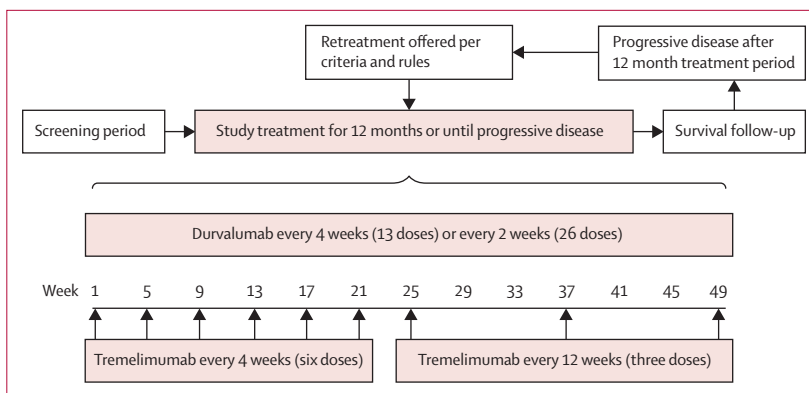 Retreatment offered per
criteria and rules
Progressive disease after
12 month treatment period
Screening period
Study treatment for 12 months or until progressive disease
Survival follow-up
Durvalumab every 4 weeks (13 doses) or every 2 weeks (26 doses)
Week 1 5 9 13 17 21 25 29 33 37 41 45 49
Tremelimumab every 4 weeks (six doses)
Tremelimumab every 12 weeks (three doses)